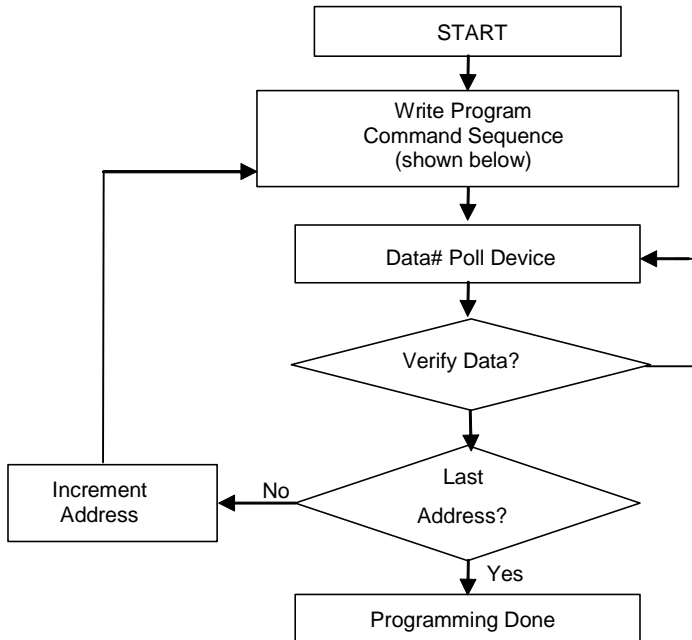 START
Write Program
Command Sequence
(shown below)
Data# Poll Device
Verify Data?
Last
Address?
No
Increment
Address
Yes
Programming Done